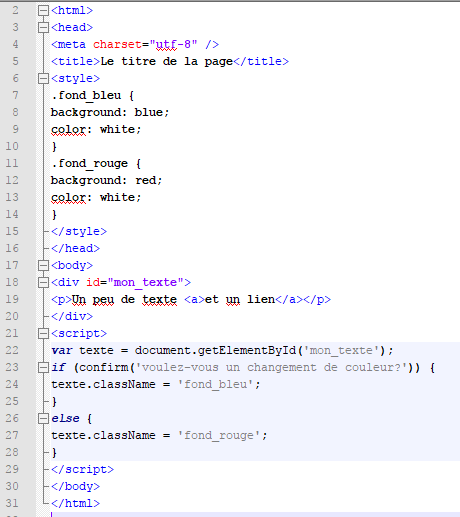 2 <html>
3 <head>
4 <meta charset="utf-8" />
5 <title>Le titre de la page</title>
6 <style>
7 .fond_bleu {
8 background: blue;
9 color: white;
10 }
11 .fond_rouge {
12 background: red;
13 color: white;
14 }
15 </style>
16 </head>
17 <body>
18 <div id="mon_texte">
19 <p>Un peu de texte <a>et un lien</a></p>
20 </div>
21 <script>
22 var texte = document.getElementById('mon_texte');
23 if (confirm('voulez-vous un changement de couleur?')) {
24 texte.className = 'fond_bleu';
25 }
26 else {
27 texte.className = 'fond_rouge';
28 }
29 </script>
30 </body>
31 </html>